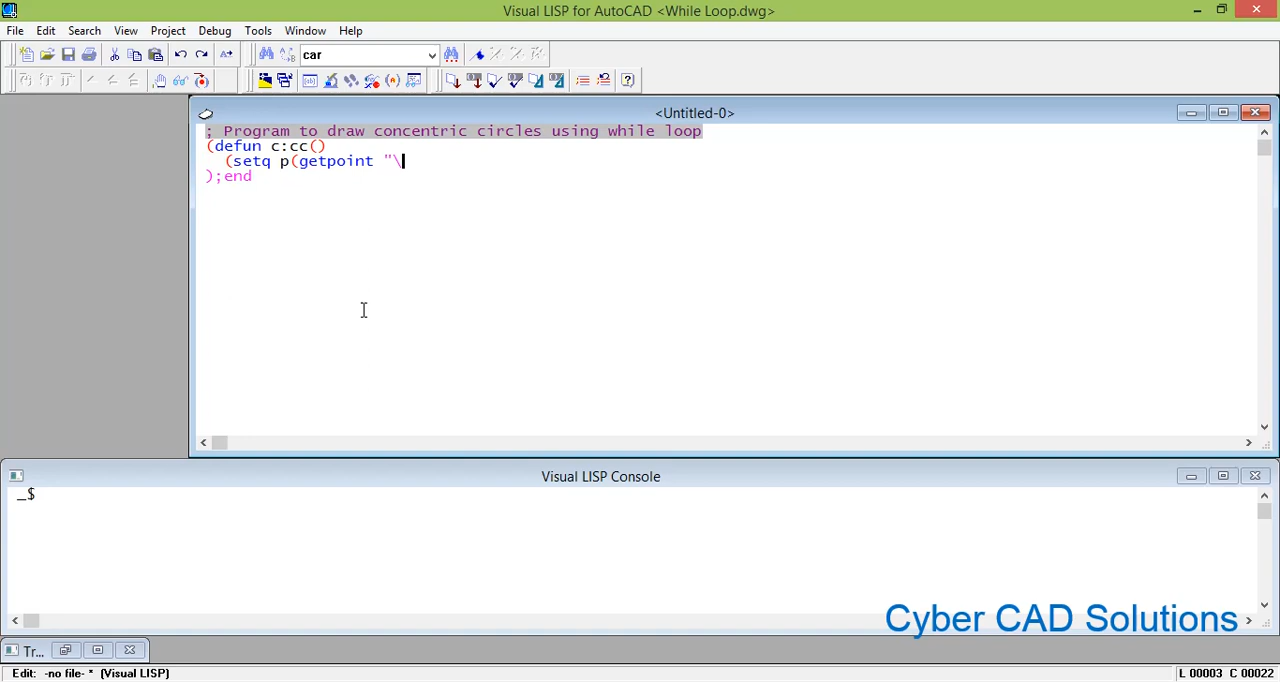 Visual LISP for AutoCAD <While Loop.dwg>
File Edit Search View Project Debug Tools Window Help
car
<Untitled-0>
; Program to draw concentric circles using while loop
(defun c:cc()
(setq p(getpoint "\
);end
Visual LISP Console
_$
Cyber CAD Solutions
Tr...
Edit: -no file- * (Visual LISP)
L 00003 C 00022